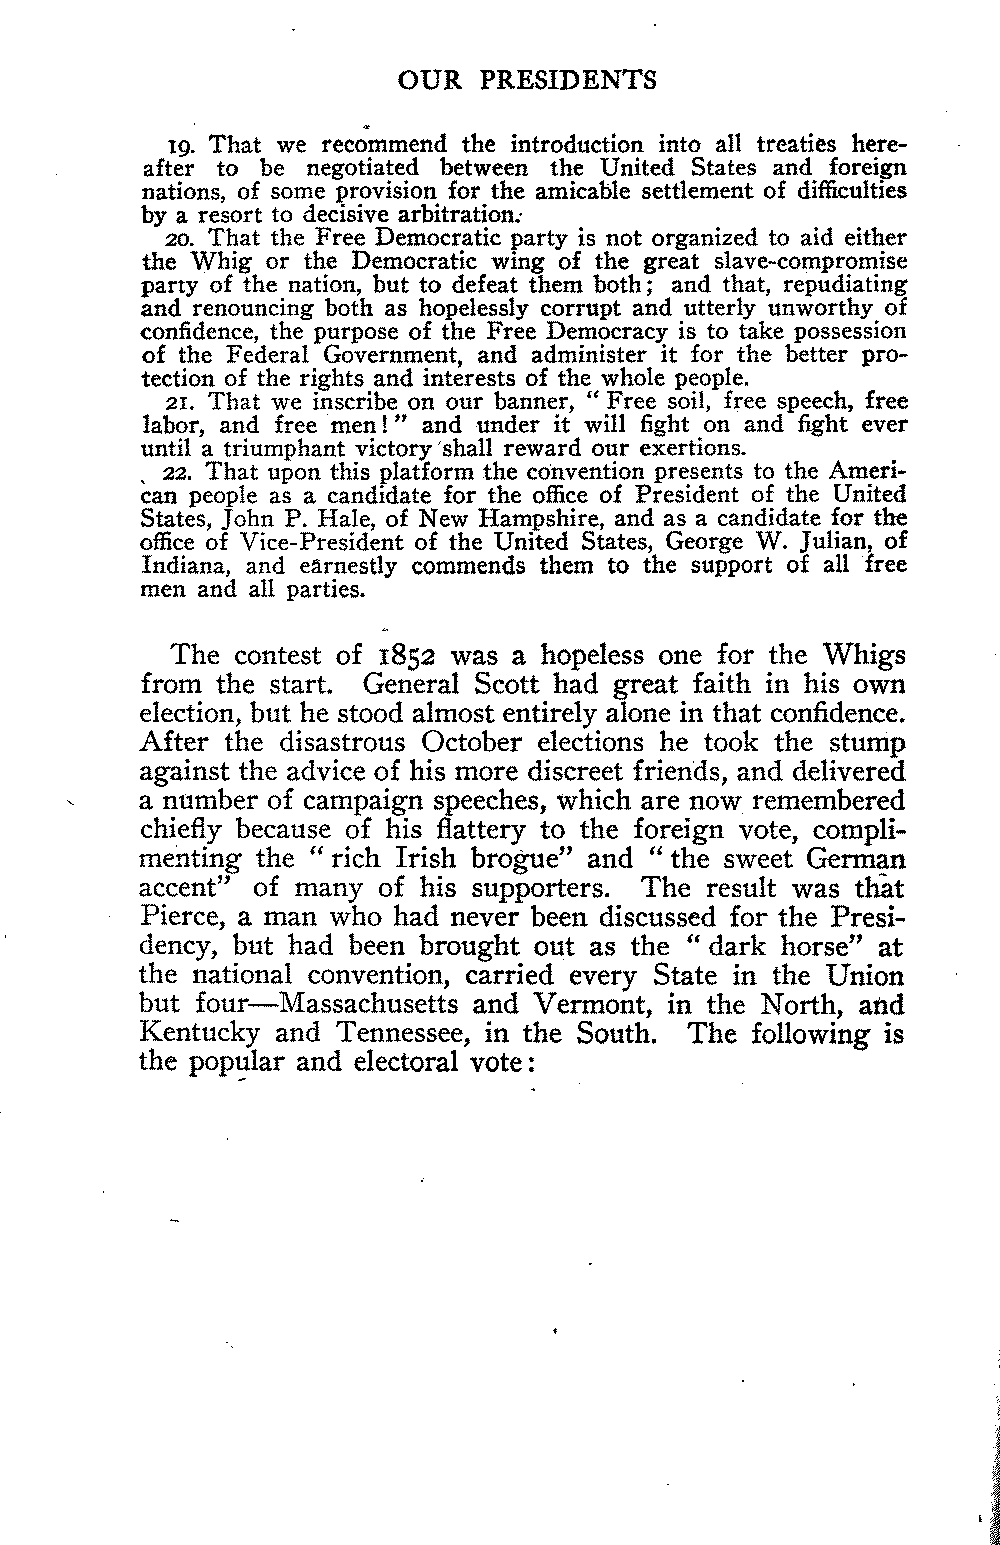 OUR PRESIDENTS
19. That we recommend the introduction into all treaties here-
after to be negotiated between the United States and foreign
nations, of some provision for the amicable settlement of difficulties
by a resort to decisive arbitration.
20. That the Free Democratic party is not organized to aid either
the Whig or the Democratic wing of the great slave-compromise
party of the nation, but to defeat them both; and that, repudiating
and renouncing both as hopelessly corrupt and utterly unworthy of
confidence, the purpose of the Free Democracy is to take possession
of the Federal Government, and administer it for the better pro-
tection of the rights and interests of the whole people.
21. That we inscribe on our banner, "Free soil, free speech, free
labor, and free men!" and under it will fight on and fight ever
until a triumphant victory shall reward our exertions.
22. That upon this platform the convention presents to the Ameri-
can people as a candidate for the office of President of the United
States, John P. Hale, of New Hampshire, and as a candidate for the
office of Vice-President of the United States, George W. Julian, of
Indiana, and earnestly commends them to the support of all free
men and all parties.
The contest of 1852 was a hopeless one for the Whigs
from the start. General Scott had great faith in his own
election, but he stood almost entirely alone in that confidence.
After the disastrous October elections he took the stump
against the advice of his more discreet friends, and delivered
a number of campaign speeches, which are now remembered
chiefly because of his flattery to the foreign vote, compli-
menting the "rich Irish brogue" and "the sweet German
accent" of many of his supporters. The result was that
Pierce, a man who had never been discussed for the Presi-
dency, but had been brought out as the "dark horse" at
the national convention, carried every State in the Union
but four—Massachusetts and Vermont, in the North, and
Kentucky and Tennessee, in the South. The following is
the popular and electoral vote: